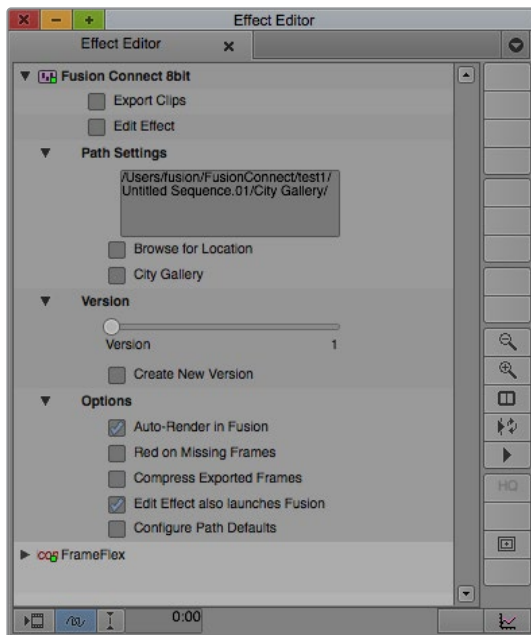 Effect Editor
Effect Editor
Fusion Connect 8bit
Export Clips
Edit Effect
Path Settings
/Users/fusion/FusionConnect/test1/
Untitled Sequence.01/City Gallery/
Browse for Location
City Gallery
Version
Version 1
Create New Version
Options
Auto-Render in Fusion
Red on Missing Frames
Compress Exported Frames
Edit Effect also launches Fusion
Configure Path Defaults
HQ
FrameFlex
0:00